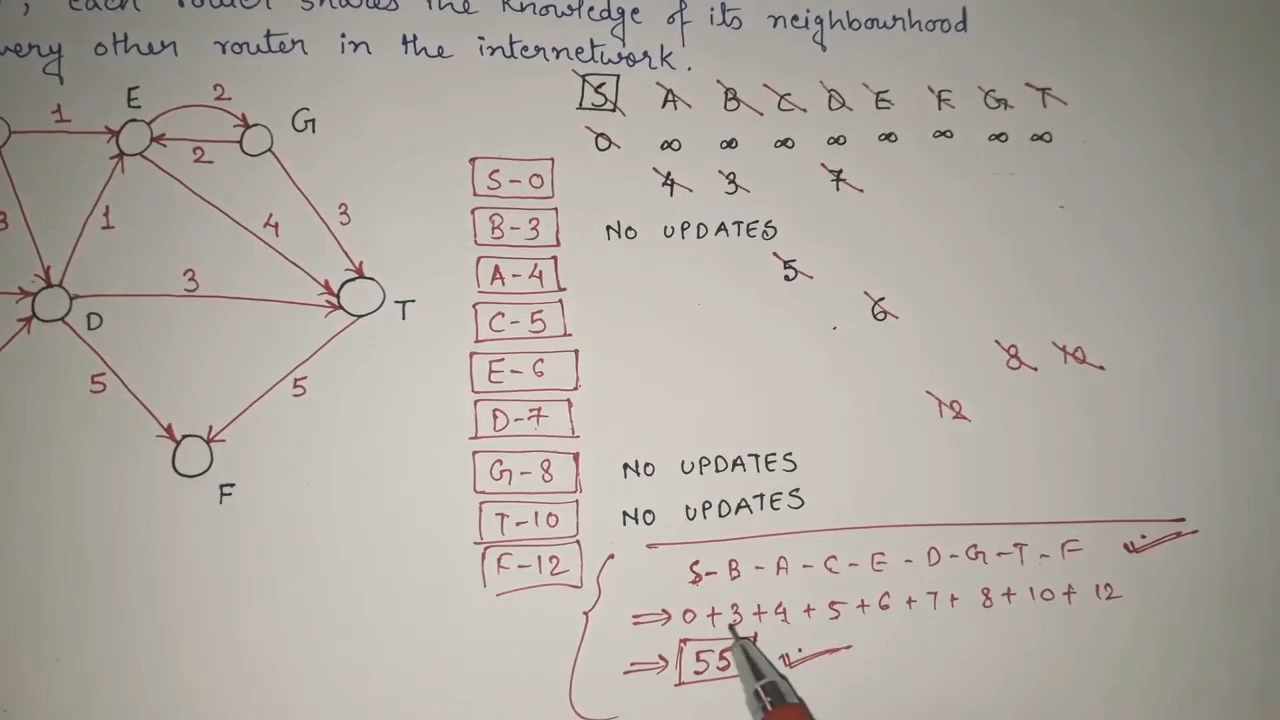 , each router shares the knowledge of its neighbourhood
very other router in the internetwork.
S A B C D E F G T
0 ∞ ∞ ∞ ∞ ∞ ∞ ∞ ∞
S-0 4 3 7
B-3 NO UPDATES
A-4 5
C-5 6
E-6 8 10
D-7 12
G-8 NO UPDATES
T-10 NO UPDATES
F-12
S-B-A-C-E-D-G-T-F
⇒ 0+3+4+5+6+7+8+10+12
⇒ 55
E 2 G
1
2
3 1 4 3
3
D T
5 5
F